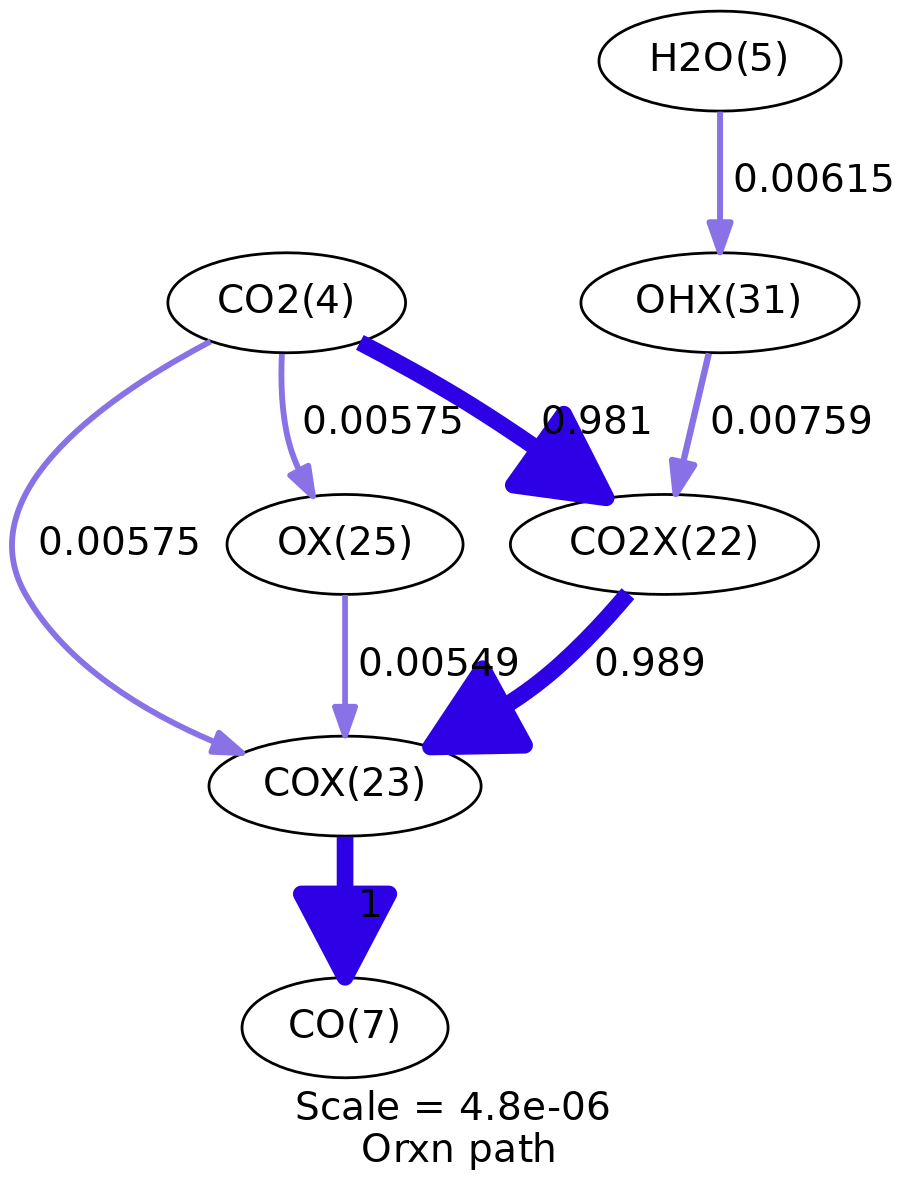 H2O(5)
0.00615
CO2(4)
OHX(31)
0.00575
0.981
0.00759
0.00575
OX(25)
CO2X(22)
0.00549
0.989
COX(23)
1
CO(7)
Scale = 4.8e-06
Orxn path